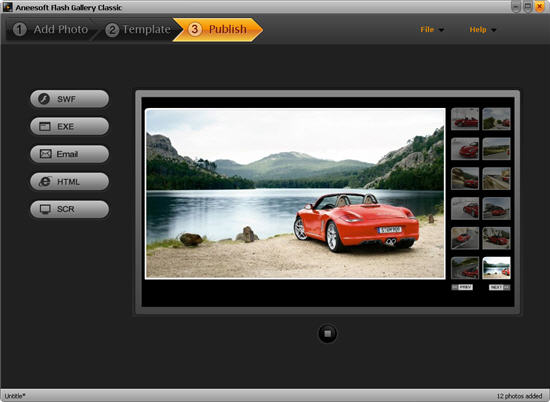 Aneesoft Flash Gallery Classic
1 Add Photo 2 Template 3 Publish File Help
SWF
EXE
Email
HTML
SCR
PREV NEXT
Untitle* 12 photos added